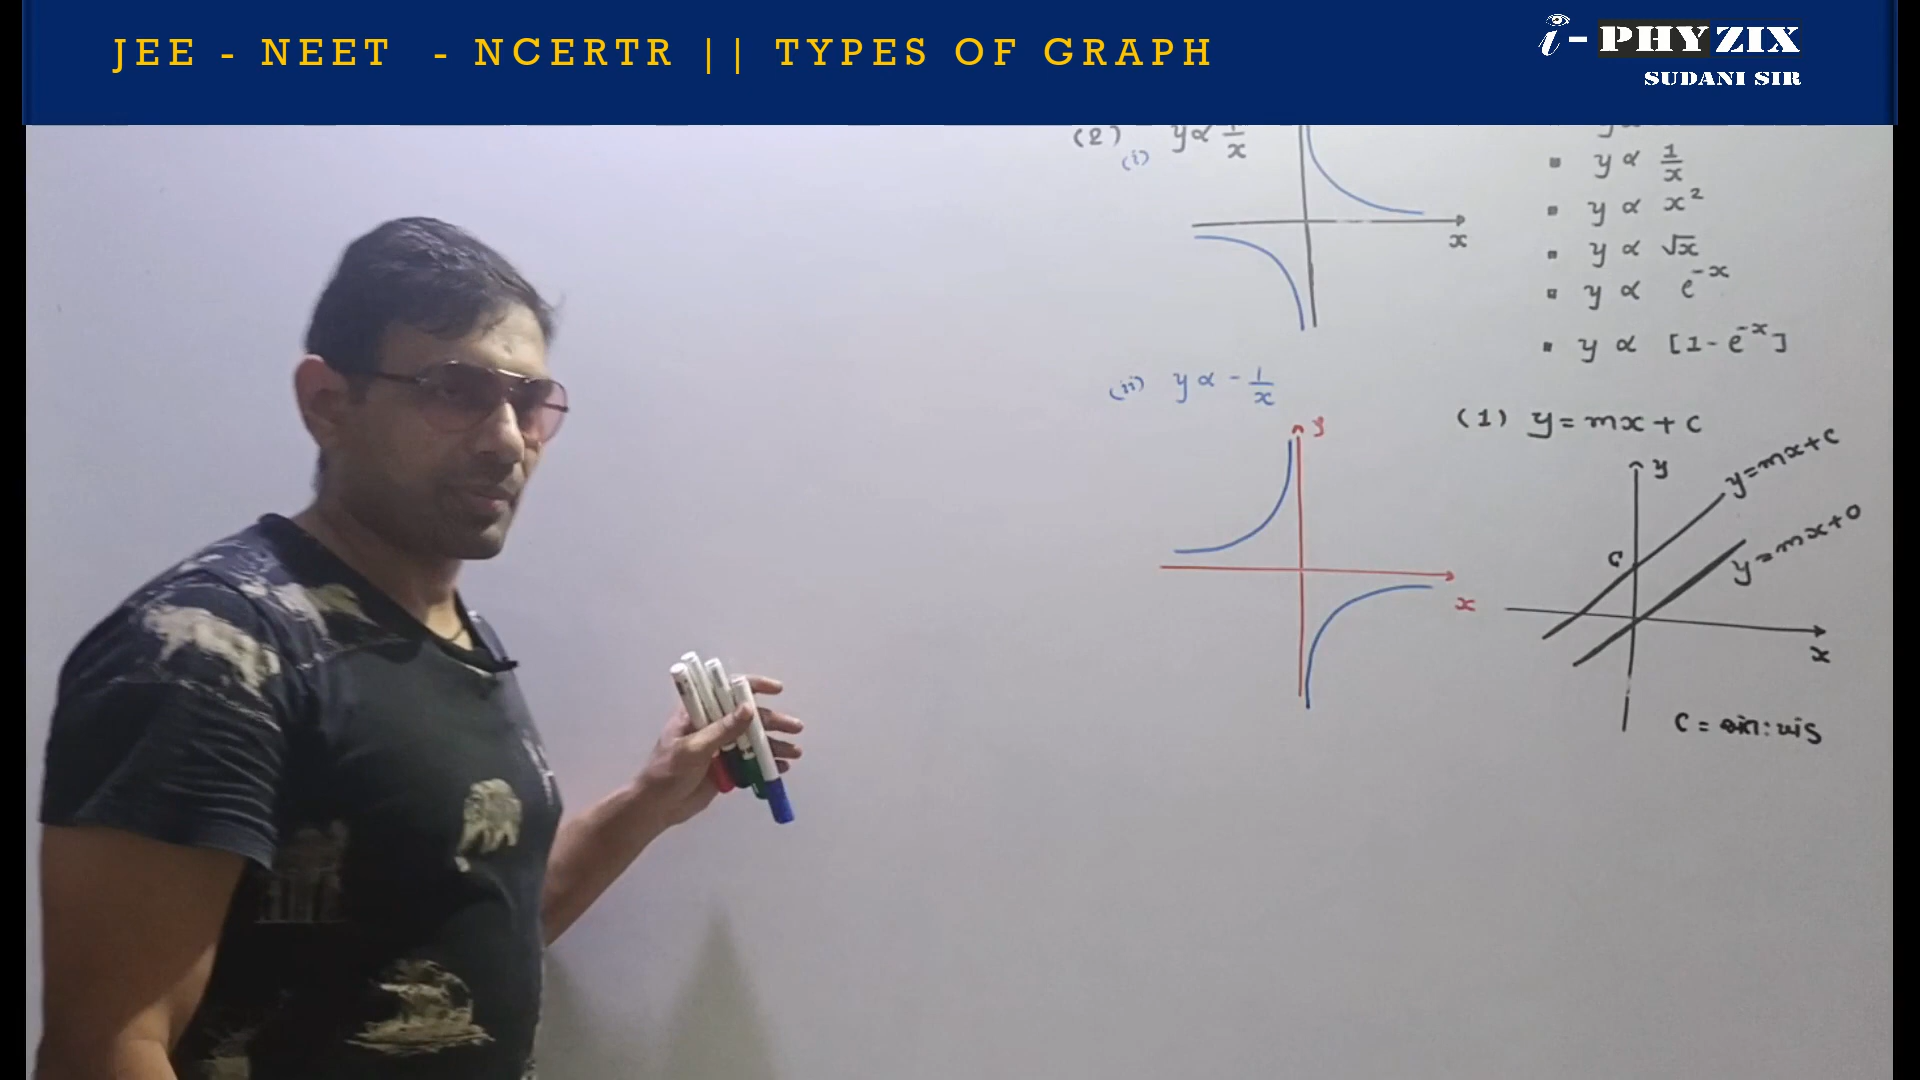 JEE - NEET - NCERTR || TYPES OF GRAPH
i-PHYZIX
SUDANI SIR
(2) y ∝ 1/x
(i)
x
(ii) y ∝ - 1/x
y
x
▪ y ∝ 1/x
▪ y ∝ x²
▪ y ∝ √x
▪ y ∝ e^-x
▪ y ∝ [1 - e^-x]
(1) y = mx + c
y
y = mx + c
y = mx + 0
c
x